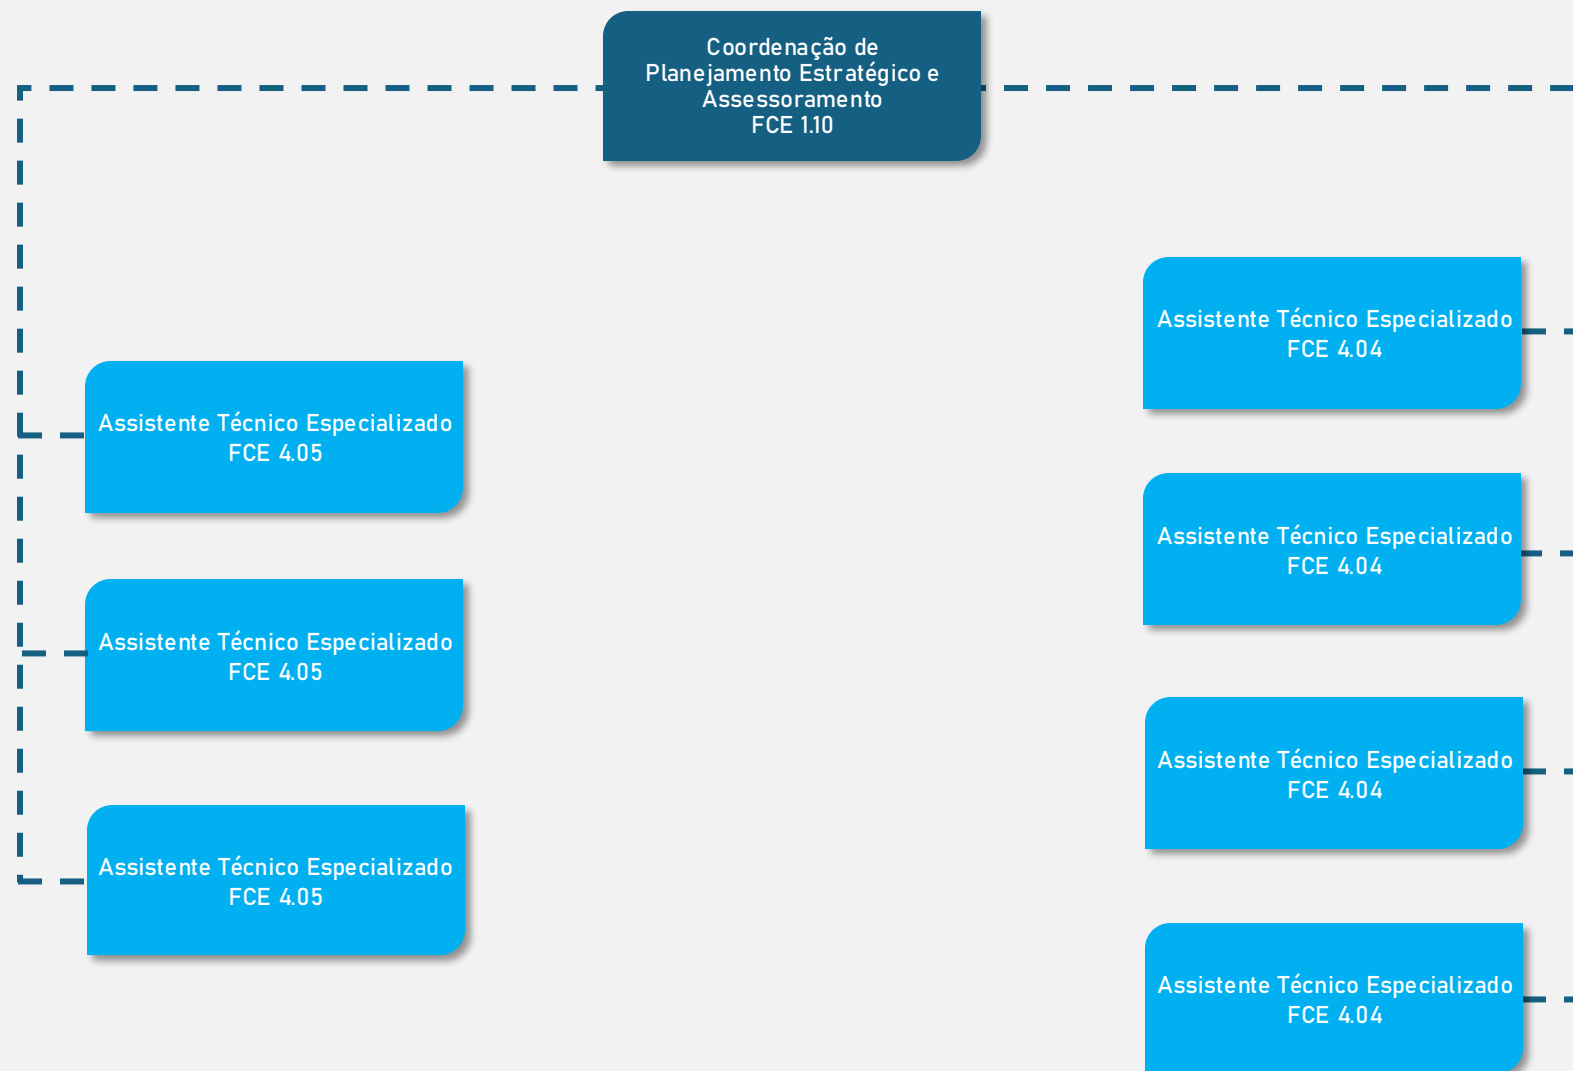 Coordenação de
Planejamento Estratégico e
Assessoramento
FCE 1.10
Assistente Técnico Especializado
FCE 4.05
Assistente Técnico Especializado
FCE 4.05
Assistente Técnico Especializado
FCE 4.05
Assistente Técnico Especializado
FCE 4.04
Assistente Técnico Especializado
FCE 4.04
Assistente Técnico Especializado
FCE 4.04
Assistente Técnico Especializado
FCE 4.04